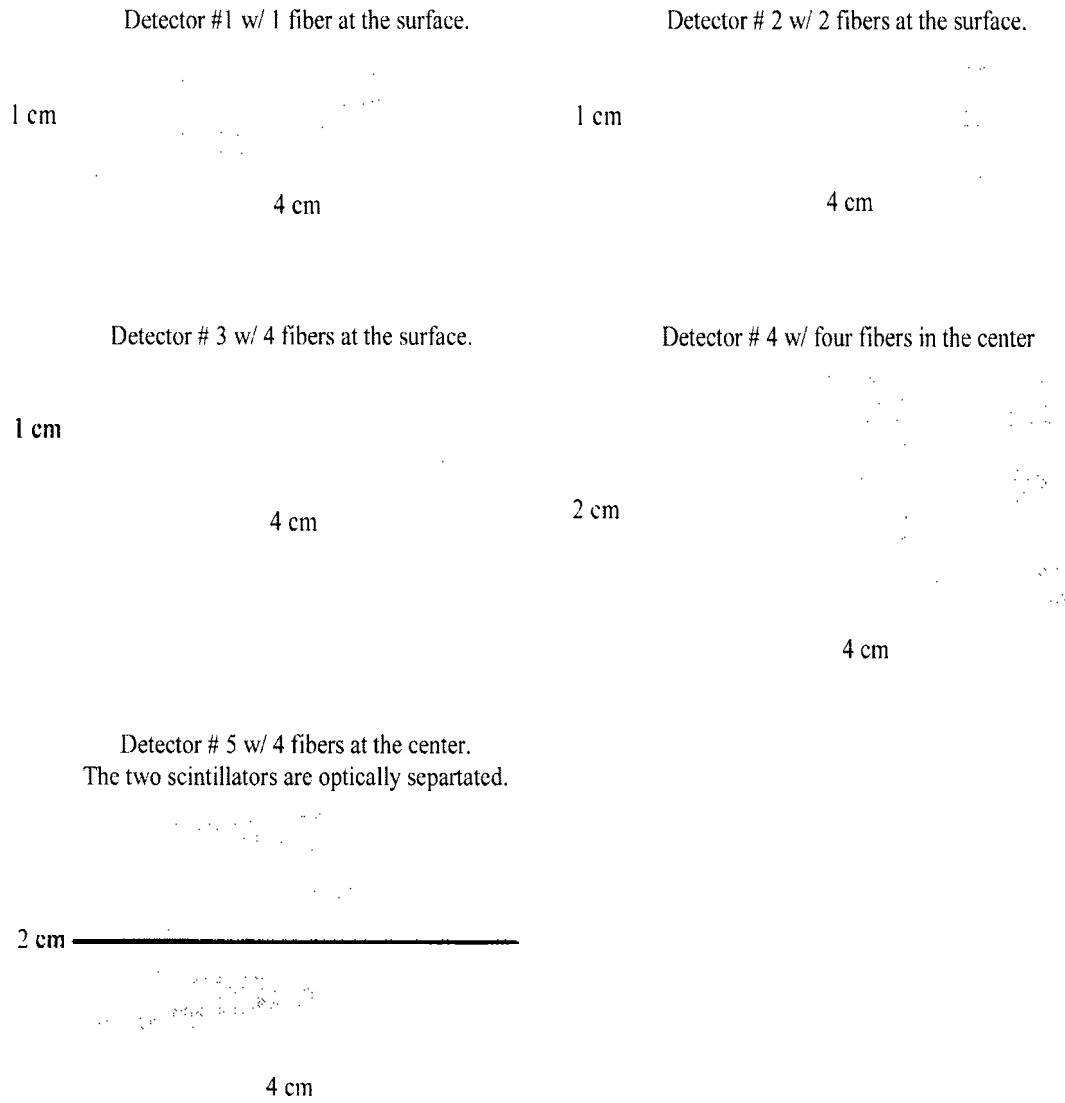 Detector #1 w/ 1 fiber at the surface.
1 cm
4 cm
Detector # 2 w/ 2 fibers at the surface.
1 cm
4 cm
Detector # 3 w/ 4 fibers at the surface.
1 cm
4 cm
Detector # 4 w/ four fibers in the center
2 cm
4 cm
Detector # 5 w/ 4 fibers at the center.
The two scintillators are optically separtated.
2 cm
4 cm